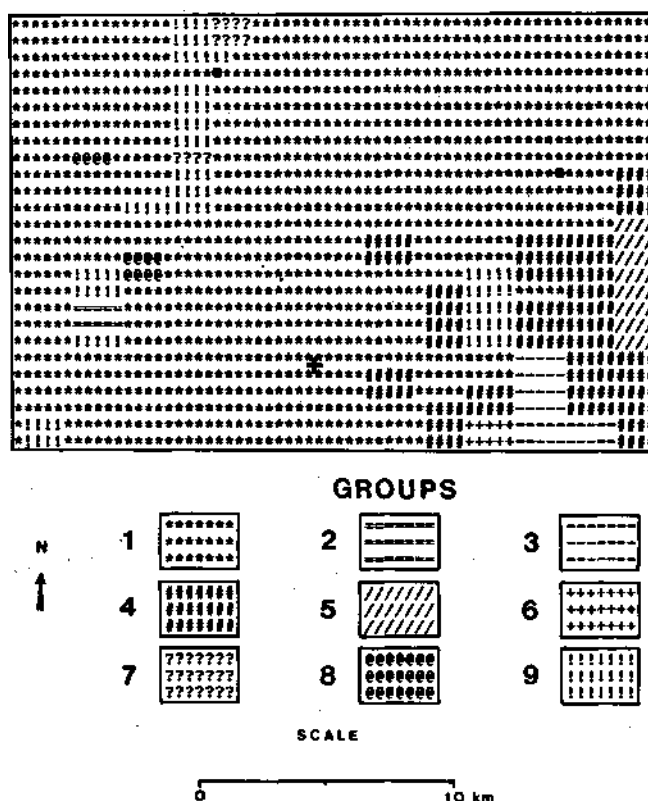 GROUPS
1 ******* 2 ======= 3 -------
N
4 ####### 5 /////// 6 +++++++
7 ??????? 8 @@@@@@@ 9 !!!!!!!
SCALE
0 10 km